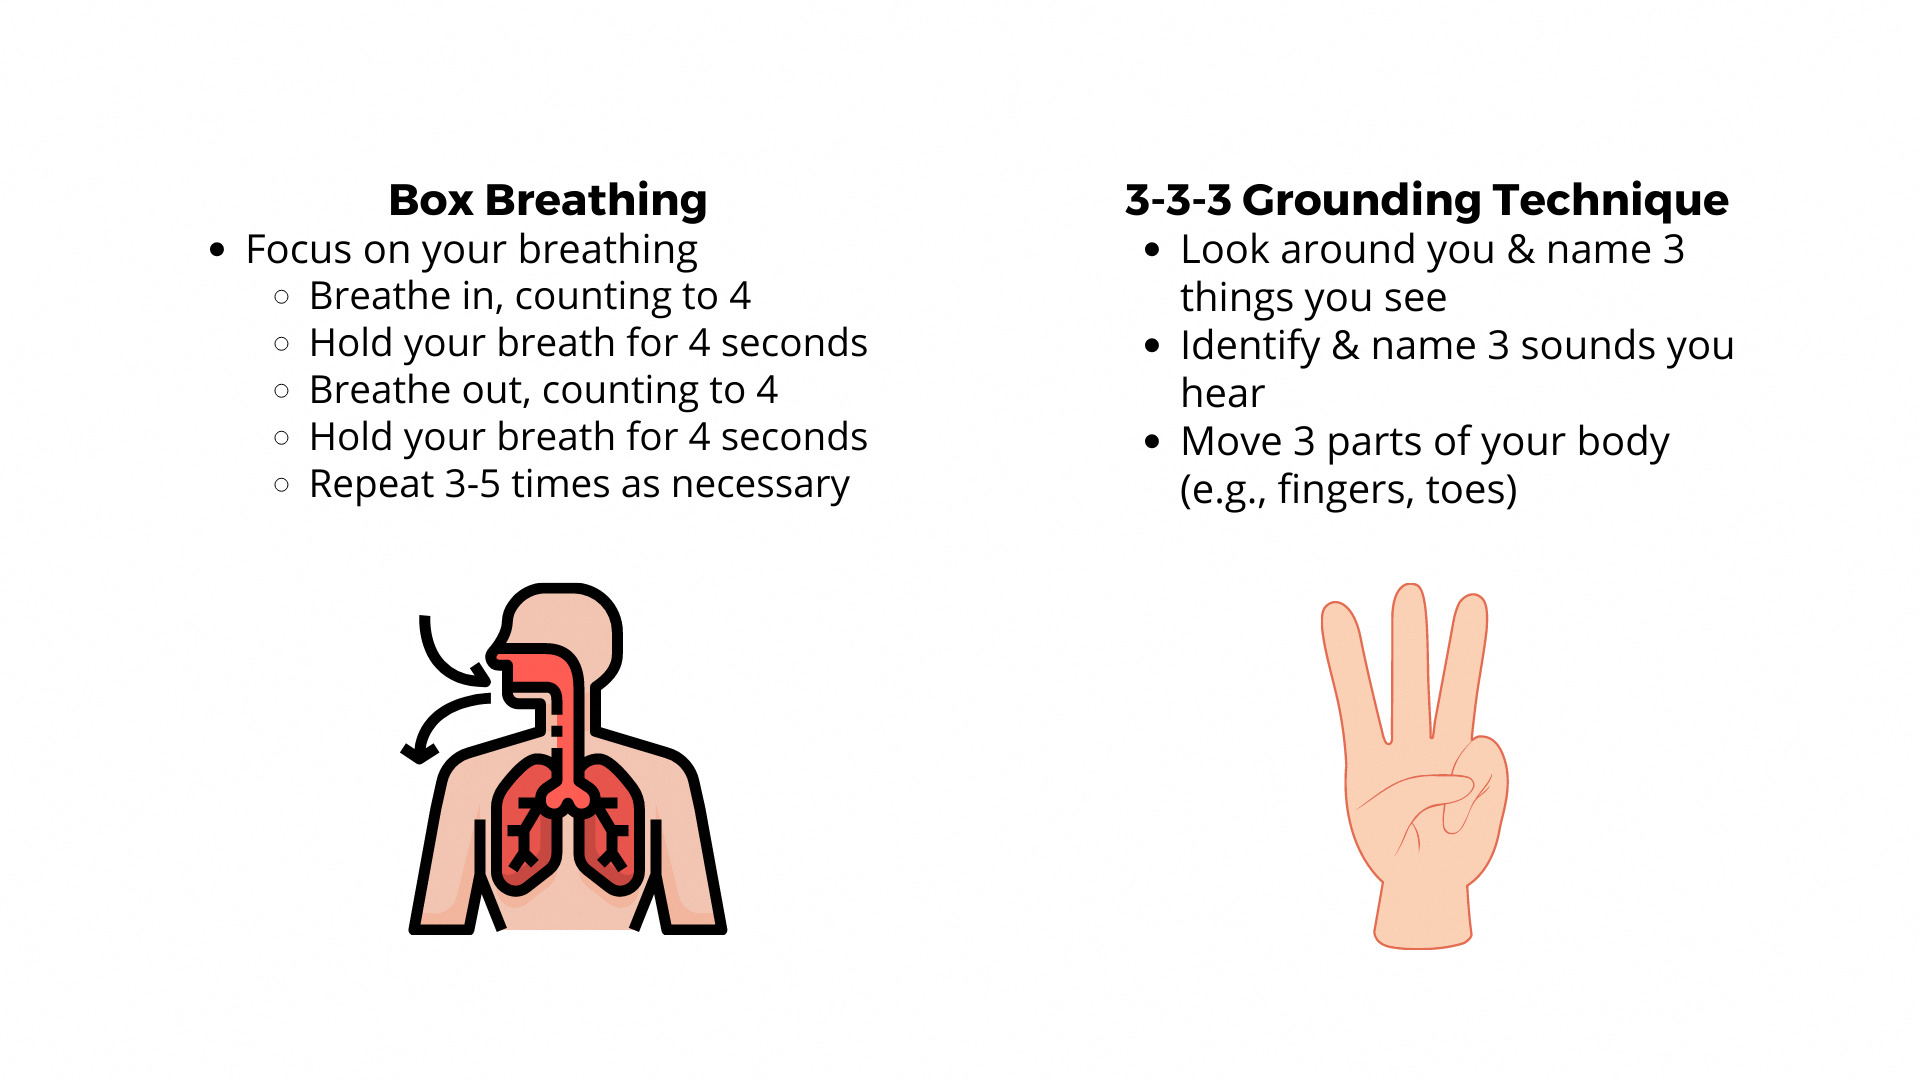 Box Breathing
• Focus on your breathing
○ Breathe in, counting to 4
○ Hold your breath for 4 seconds
○ Breathe out, counting to 4
○ Hold your breath for 4 seconds
○ Repeat 3-5 times as necessary
3-3-3 Grounding Technique
• Look around you & name 3
things you see
• Identify & name 3 sounds you
hear
• Move 3 parts of your body
(e.g., fingers, toes)